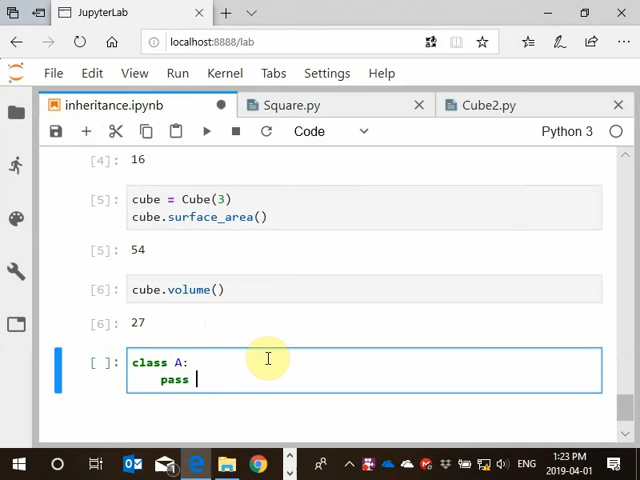 JupyterLab
localhost:8888/lab
File Edit View Run Kernel Tabs Settings Help
inheritance.ipynb Square.py Cube2.py
Code Python 3
[4]: 16
[5]: cube = Cube(3)
cube.surface_area()
[5]: 54
[6]: cube.volume()
[6]: 27
[ ]: class A:
pass
1
ENG
1:23 PM
2019-04-01